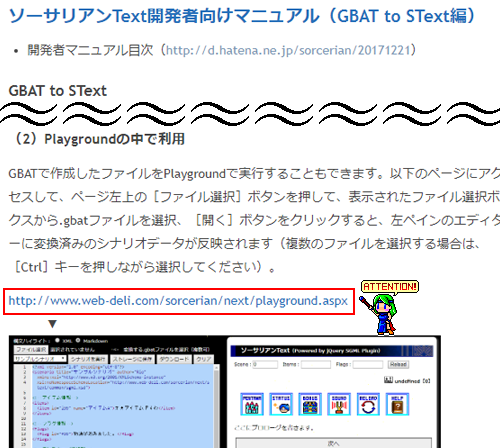 ソーサリアンText開発者向けマニュアル（GBAT to SText編）
• 開発者マニュアル目次（http://d.hatena.ne.jp/sorcerian/20171221）
GBAT to SText
（2）Playgroundの中で利用
GBATで作成したファイルをPlaygroundで実行することもできます。以下のページにアク
セスして、ページ左上の［ファイル選択］ボタンを押して、表示されたファイル選択ボ
クスから.gbatファイルを選択、［開く］ボタンをクリックすると、左ペインのエディタ
ーに変換済みのシナリオデータが反映されます（複数のファイルを選択する場合は、
［Ctrl］キーを押しながら選択してください）。
ATTENTION!
http://www.web-deli.com/sorcerian/next/playground.aspx
▼
構文ハイライト： XML Markdown
ファイル選択 選択されていません
サンプルシナリオ シナリオを実行 ストレージに保存 ダウンロード クリア
ソーサリアンText (Powered by jQuery SGML Plugin)
Score : 0 Items : Flags : Page : Reload
undefined [0]
STATUS BOOK SOUND RELOAD HELP
次へ